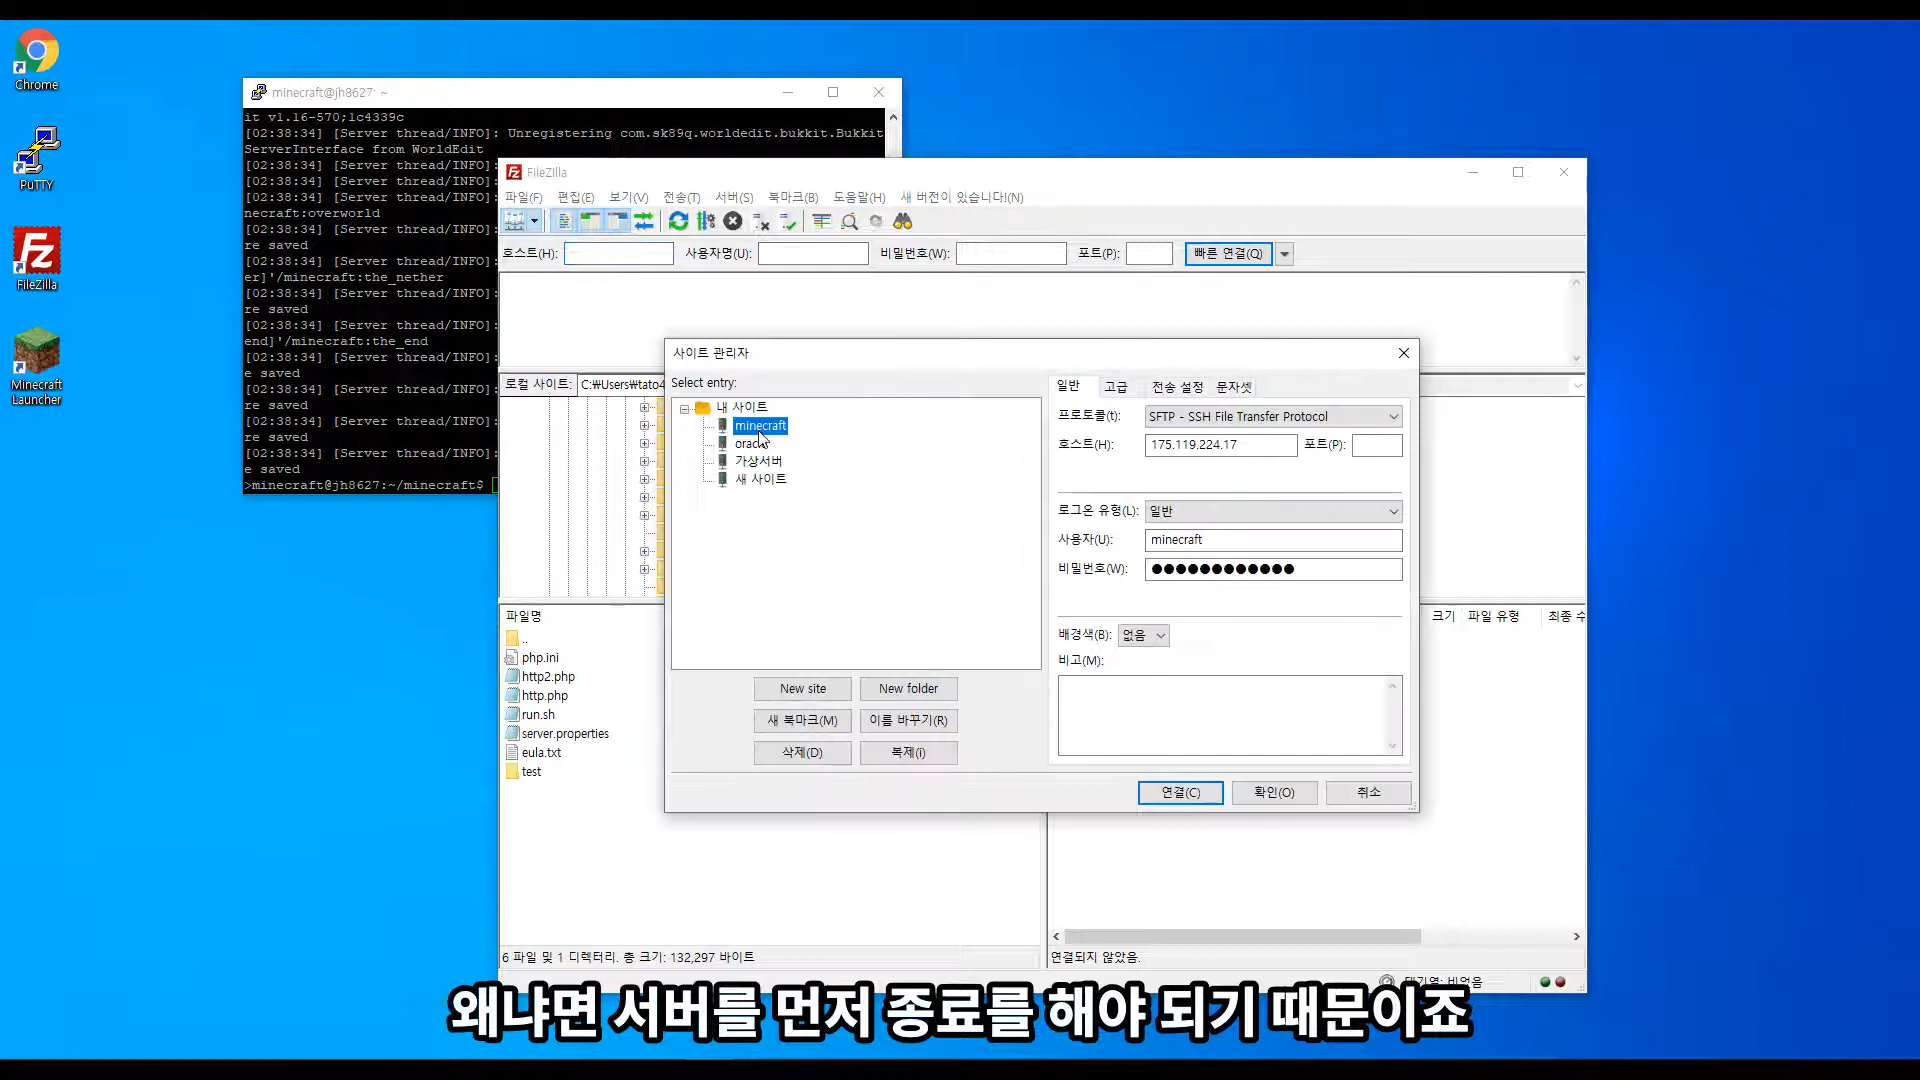 Chrome
PuTTY
FileZilla
Minecraft
Launcher
minecraft@jh8627: ~
it v1.16-570;1c4339c
[02:38:34] [Server thread/INFO]: Unregistering com.sk89q.worldedit.bukkit.Bukkit
ServerInterface from WorldEdit
[02:38:34] [Server thread/INFO]:
[02:38:34] [Server thread/INFO]:
[02:38:34] [Server thread/INFO]:
necraft:overworld
[02:38:34] [Server thread/INFO]:
re saved
[02:38:34] [Server thread/INFO]:
er]'/minecraft:the_nether
[02:38:34] [Server thread/INFO]:
re saved
[02:38:34] [Server thread/INFO]:
end]'/minecraft:the_end
[02:38:34] [Server thread/INFO]:
e saved
[02:38:34] [Server thread/INFO]:
re saved
[02:38:34] [Server thread/INFO]:
re saved
[02:38:34] [Server thread/INFO]:
e saved
>minecraft@jh8627:~/minecraft$
FileZilla
파일(F) 편집(E) 보기(V) 전송(T) 서버(S) 북마크(B) 도움말(H) 새 버전이 있습니다!(N)
호스트(H): 사용자명(U): 비밀번호(W): 포트(P): 빠른 연결(Q)
로컬 사이트: C:₩Users₩tato4
파일명
..
php.ini
http2.php
http.php
run.sh
server.properties
eula.txt
test
6 파일 및 1 디렉터리. 총 크기: 132,297 바이트
크기 파일 유형 최종 수
연결되지 않았음.
대기열: 비었음
사이트 관리자
Select entry:
내 사이트
minecraft
가상서버
새 사이트
New site New folder
새 북마크(M) 이름 바꾸기(R)
삭제(D) 복제(i)
일반 고급 전송 설정 문자셋
프로토콜(t): SFTP - SSH File Transfer Protocol
호스트(H): 175.119.224.17 포트(P):
로그온 유형(L): 일반
사용자(U): minecraft
비밀번호(W): ●●●●●●●●●●●●
배경색(B): 없음
비고(M):
연결(C) 확인(O) 취소
왜냐면 서버를 먼저 종료를 해야 되기 때문이죠